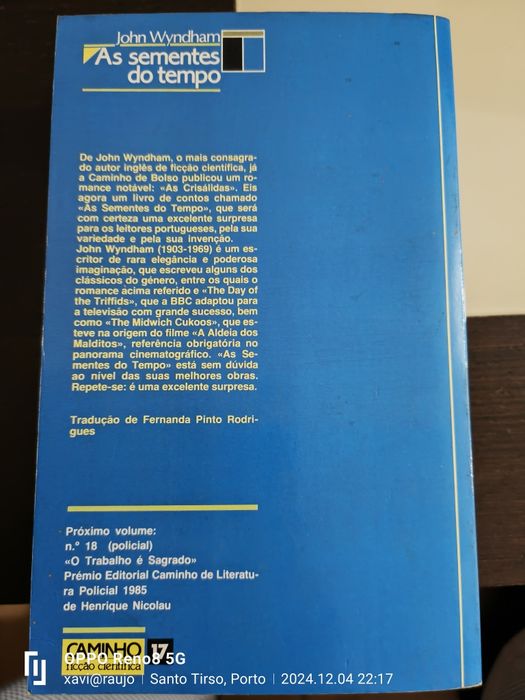 John Wyndham
As sementes
do tempo
De John Wyndham, o mais consagra-
do autor inglês de ficção científica, já
a Caminho de Bolso publicou um ro-
mance notável: «As Crisálidas». Eis
agora um livro de contos chamado
«As Sementes do Tempo», que será
com certeza uma excelente surpresa
para os leitores portugueses, pela sua
variedade e pela sua invenção.
John Wyndham (1903-1969) é um es-
critor de rara elegância e poderosa
imaginação, que escreveu alguns dos
clássicos do género, entre os quais o
romance acima referido e «The Day of
the Triffids», que a BBC adaptou para
a televisão com grande sucesso, bem
como «The Midwich Cukoos», que es-
teve na origem do filme «A Aldeia dos
Malditos», referência obrigatória no
panorama cinematográfico. «As Se-
mentes do Tempo» está sem dúvida
ao nível das suas melhores obras.
Repete-se: é uma excelente surpresa.
Tradução de Fernanda Pinto Rodri-
gues
Próximo volume:
n.º 18 (policial)
«O Trabalho é Sagrado»
Prémio Editorial Caminho de Literatu-
ra Policial 1985
de Henrique Nicolau
CAMINHO 17
ficção científica
OPPO Reno8 5G
xavi@raujo | Santo Tirso, Porto | 2024.12.04 22:17